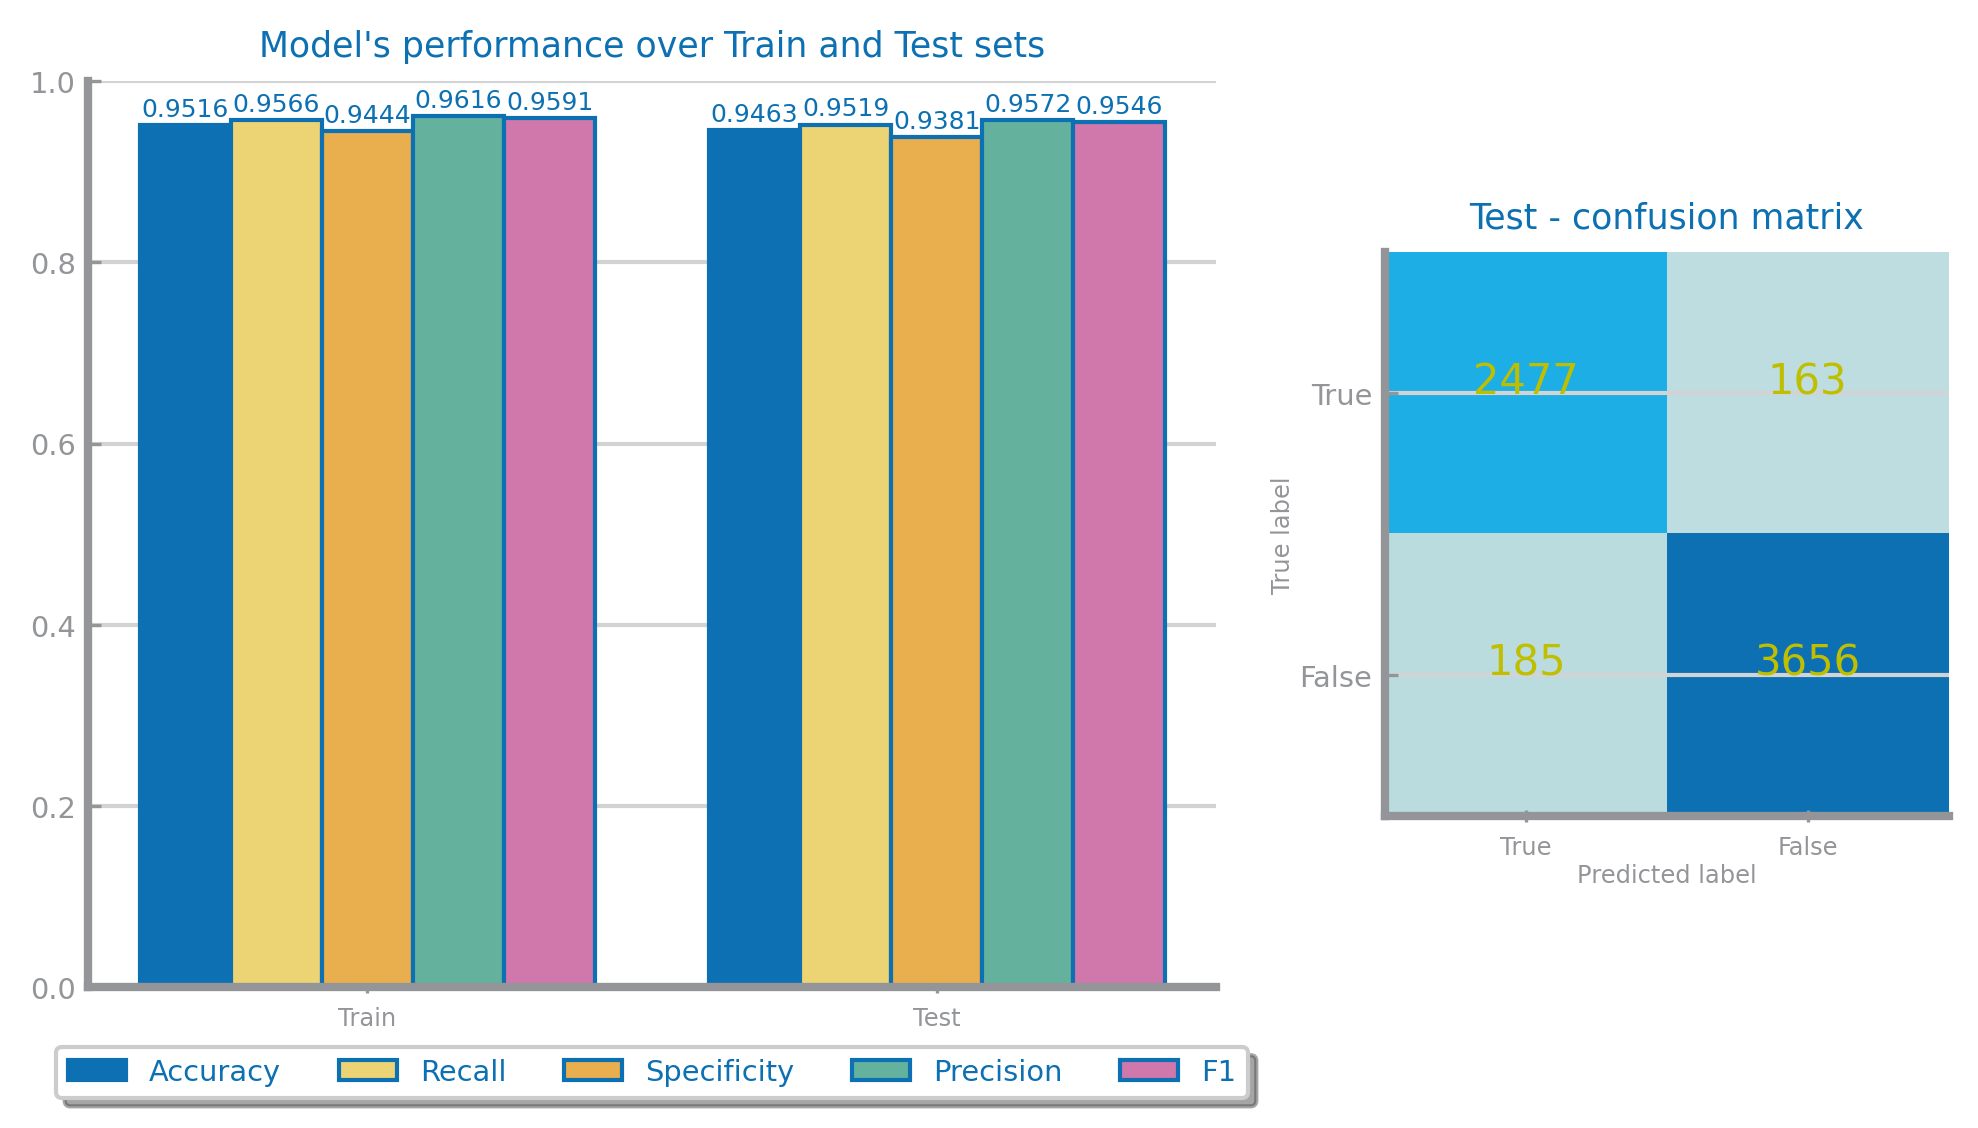 Model's performance over Train and Test sets
1.0
0.8
0.6
0.4
0.2
0.0
0.9516 0.9566 0.9444 0.9616 0.9591
0.9463 0.9519 0.9381 0.9572 0.9546
Train Test
Accuracy Recall Specificity Precision F1
Test - confusion matrix
True label
True 2477 163
False 185 3656
True False
Predicted label